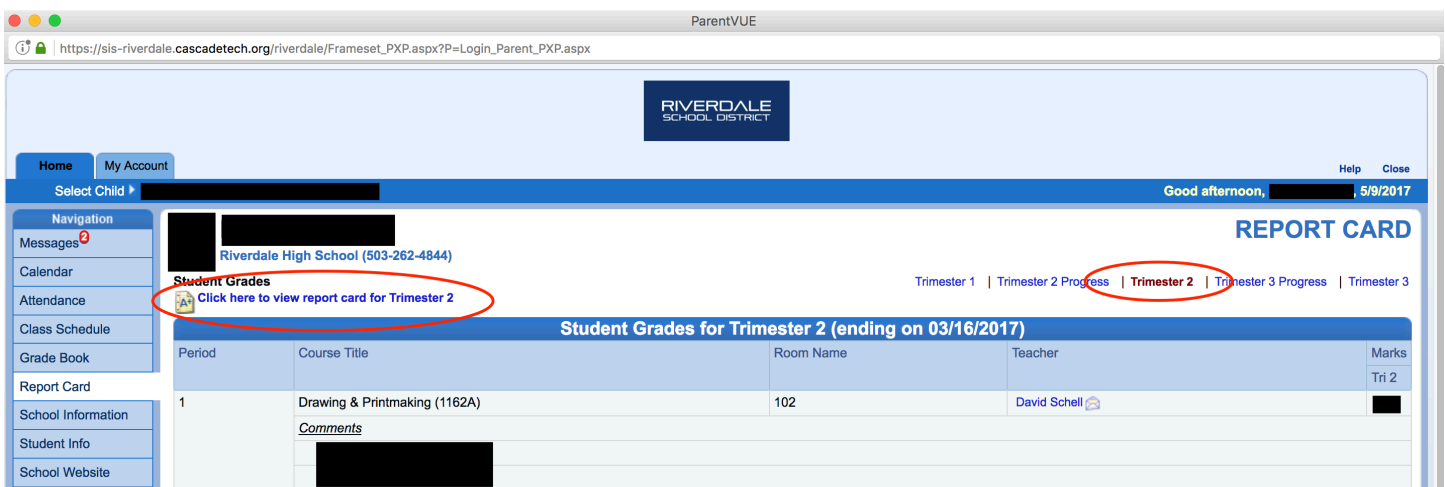 ParentVUE
https://sis-riverdale.cascadetech.org/riverdale/Frameset_PXP.aspx?P=Login_Parent_PXP.aspx
RIVERDALE
SCHOOL DISTRICT
Home My Account
Help Close
Select Child
Good afternoon, , 5/9/2017
Navigation
Messages 2
Calendar
Attendance
Class Schedule
Grade Book
Report Card
School Information
Student Info
School Website
REPORT CARD
Riverdale High School (503-262-4844)
Student Grades
Trimester 1 | Trimester 2 Progress | Trimester 2 | Trimester 3 Progress | Trimester 3
A+ Click here to view report card for Trimester 2
Student Grades for Trimester 2 (ending on 03/16/2017)
Period Course Title Room Name Teacher Marks
Tri 2
1 Drawing & Printmaking (1162A) 102 David Schell
Comments